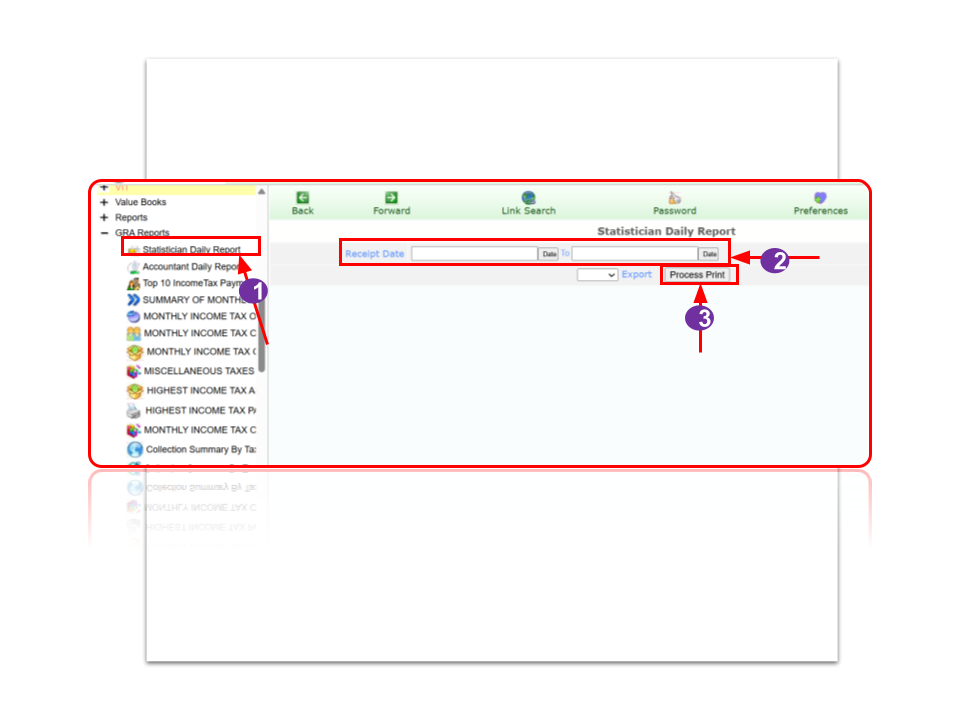 VIT
Value Books
Reports
GRA Reports
Statistician Daily Report
Accountant Daily Repor
Top 10 IncomeTax Paym
SUMMARY OF MONTH
MONTHLY INCOME TAX O
MONTHLY INCOME TAX C
MONTHLY INCOME TAX C
MISCELLANEOUS TAXES
HIGHEST INCOME TAX A
HIGHEST INCOME TAX PA
MONTHLY INCOME TAX C
Collection Summary By Ta
Back Forward Link Search Password Preferences
Statistician Daily Report
Receipt Date Date To Date
Export Process Print
1
2
3